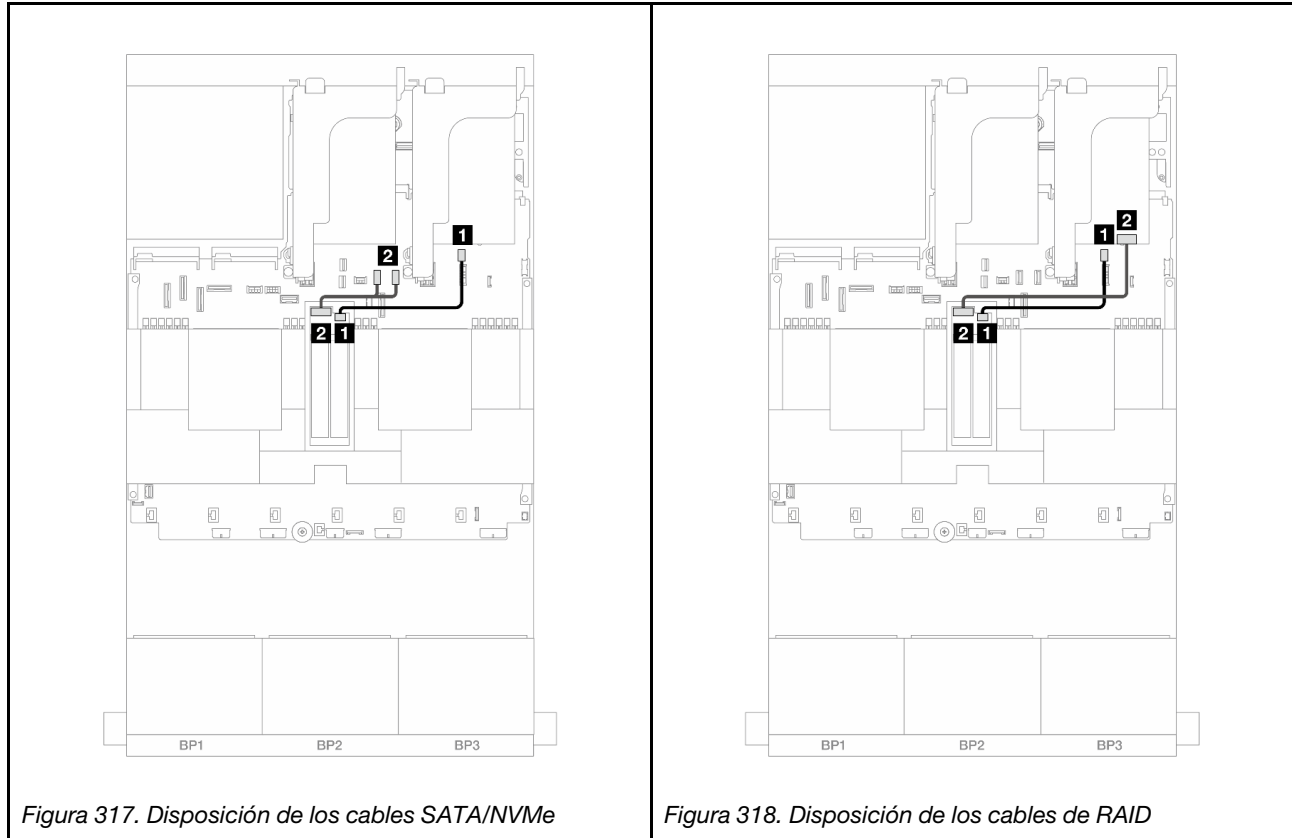 1
2
2 1
BP1 BP2 BP3
Figura 317. Disposición de los cables SATA/NVMe
2
1
2 1
BP1 BP2 BP3
Figura 318. Disposición de los cables de RAID